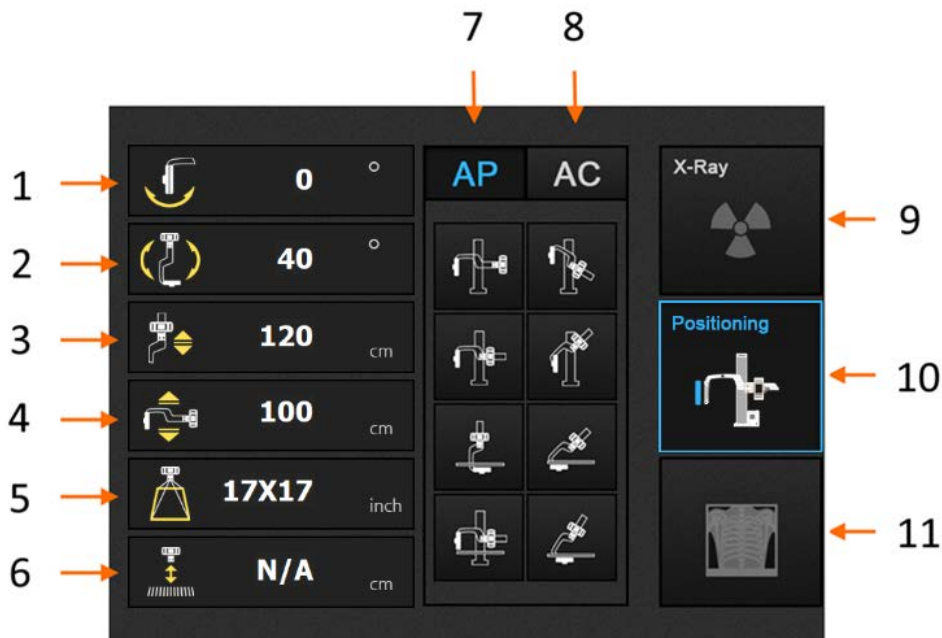 7 8
1 0 °
2 40 °
3 120 cm
4 100 cm
5 17X17 inch
6 N/A cm
AP AC
X-Ray
9
Positioning
10
11